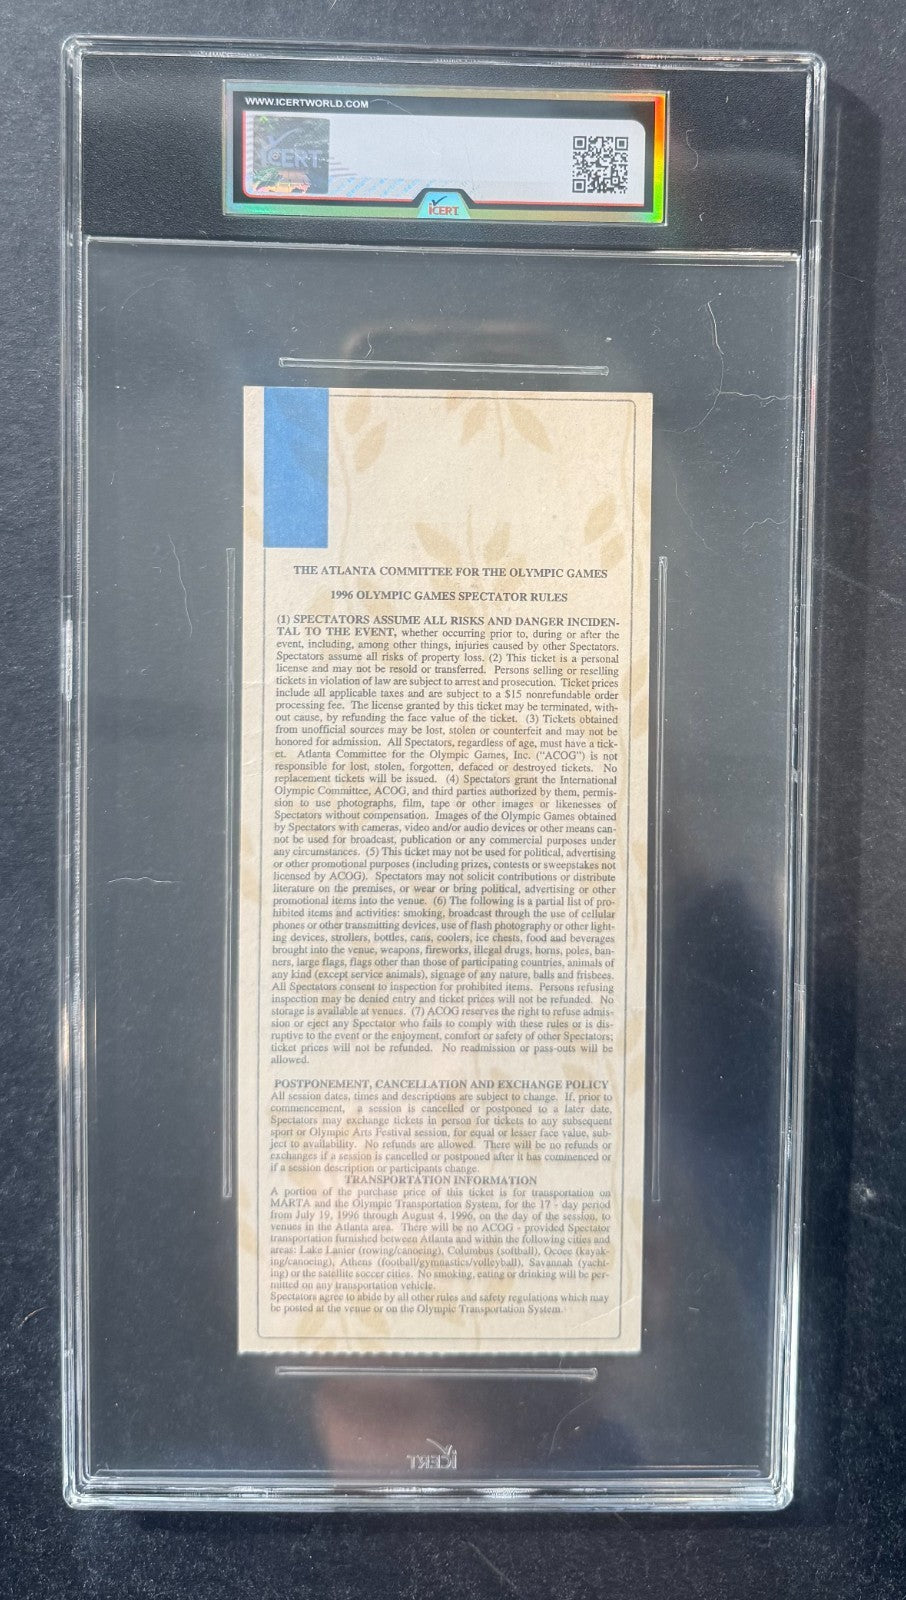 WWW.ICERTWORLD.COM
iCERT
iCERT
THE ATLANTA COMMITTEE FOR THE OLYMPIC GAMES
1996 OLYMPIC GAMES SPECTATOR RULES
(1) SPECTATORS ASSUME ALL RISKS AND DANGER INCIDEN-
TAL TO THE EVENT, whether occurring prior to, during or after the
event, including, among other things, injuries caused by other Spectators.
Spectators assume all risks of property loss. (2) This ticket is a personal
license and may not be resold or transferred. Persons selling or reselling
tickets in violation of law are subject to arrest and prosecution. Ticket prices
include all applicable taxes and are subject to a $15 nonrefundable order
processing fee. The license granted by this ticket may be terminated, with-
out cause, by refunding the face value of the ticket. (3) Tickets obtained
from unofficial sources may be lost, stolen or counterfeit and may not be
honored for admission. All Spectators, regardless of age, must have a tick-
et. Atlanta Committee for the Olympic Games, Inc. ("ACOG") is not
responsible for lost, stolen, forgotten, defaced or destroyed tickets. No
replacement tickets will be issued. (4) Spectators grant the International
Olympic Committee, ACOG, and third parties authorized by them, permis-
sion to use photographs, film, tape or other images or likenesses of
Spectators without compensation. Images of the Olympic Games obtained
by Spectators with cameras, video and/or audio devices or other means can-
not be used for broadcast, publication or any commercial purposes under
any circumstances. (5) This ticket may not be used for political, advertising
or other promotional purposes (including prizes, contests or sweepstakes not
licensed by ACOG). Spectators may not solicit contributions or distribute
literature on the premises, or wear or bring political, advertising or other
promotional items into the venue. (6) The following is a partial list of pro-
hibited items and activities: smoking, broadcast through the use of cellular
phones or other transmitting devices, use of flash photography or other light-
ing devices, strollers, bottles, cans, coolers, ice chests, food and beverages
brought into the venue, weapons, fireworks, illegal drugs, horns, poles, ban-
ners, large flags, flags other than those of participating countries, animals of
any kind (except service animals), signage of any nature, balls and frisbees.
All Spectators consent to inspection for prohibited items. Persons refusing
inspection may be denied entry and ticket prices will not be refunded. No
storage is available at venues. (7) ACOG reserves the right to refuse admis-
sion or eject any Spectator who fails to comply with these rules or is dis-
ruptive to the event or the enjoyment, comfort or safety of other Spectators;
ticket prices will not be refunded. No readmission or pass-outs will be
allowed.
POSTPONEMENT, CANCELLATION AND EXCHANGE POLICY
All session dates, times and descriptions are subject to change. If, prior to
commencement, a session is cancelled or postponed to a later date,
Spectators may exchange tickets in person for tickets to any subsequent
sport or Olympic Arts Festival session, for equal or lesser face value, sub-
ject to availability. No refunds are allowed. There will be no refunds or
exchanges if a session is cancelled or postponed after it has commenced or
if a session description or participants change.
TRANSPORTATION INFORMATION
A portion of the purchase price of this ticket is for transportation on
MARTA and the Olympic Transportation System, for the 17 - day period
from July 19, 1996 through August 4, 1996, on the day of the session, to
venues in the Atlanta area. There will be no ACOG - provided Spectator
transportation furnished between Atlanta and within the following cities and
areas: Lake Lanier (rowing/canoeing), Columbus (softball), Ocoee (kayak-
ing/canoeing), Athens (football/gymnastics/volleyball), Savannah (yacht-
ing) or the satellite soccer cities. No smoking, eating or drinking will be per-
mitted on any transportation vehicle.
Spectators agree to abide by all other rules and safety regulations which may
be posted at the venue or on the Olympic Transportation System.
iCERT